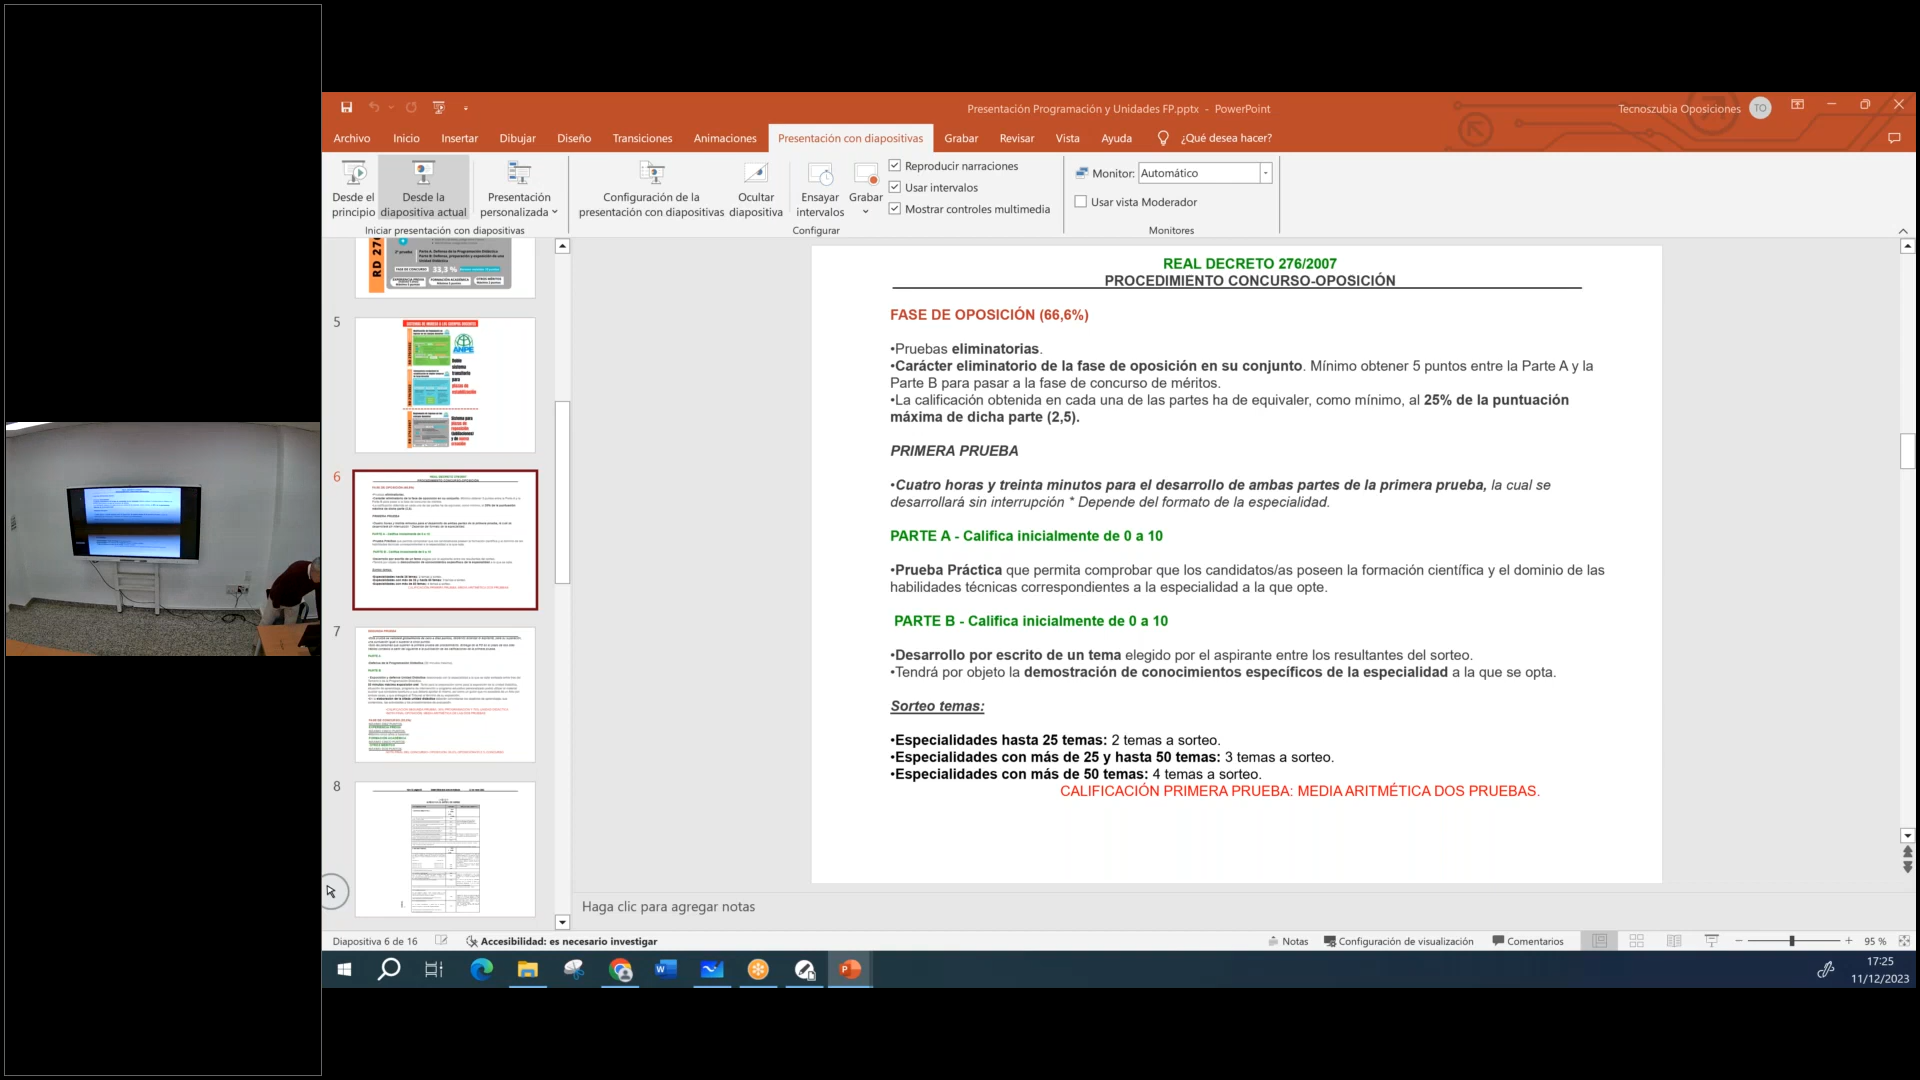 Presentación Programación y Unidades FP.pptx - PowerPoint
Tecnoszubia Oposiciones
TO
Archivo
Inicio
Insertar
Dibujar
Diseño
Transiciones
Animaciones
Presentación con diapositivas
Grabar
Revisar
Vista
Ayuda
¿Qué desea hacer?
Desde el principio
Desde la diapositiva actual
Presentación personalizada
Iniciar presentación con diapositivas
Configuración de la presentación con diapositivas
Ocultar diapositiva
Ensayar intervalos
Grabar
Reproducir narraciones
Usar intervalos
Mostrar controles multimedia
Configurar
Monitor: Automático
Usar vista Moderador
Monitores
5
6
7
8
REAL DECRETO 276/2007
PROCEDIMIENTO CONCURSO-OPOSICIÓN
FASE DE OPOSICIÓN (66,6%)
•Pruebas eliminatorias.
•Carácter eliminatorio de la fase de oposición en su conjunto. Mínimo obtener 5 puntos entre la Parte A y la
Parte B para pasar a la fase de concurso de méritos.
•La calificación obtenida en cada una de las partes ha de equivaler, como mínimo, al 25% de la puntuación
máxima de dicha parte (2,5).
PRIMERA PRUEBA
•Cuatro horas y treinta minutos para el desarrollo de ambas partes de la primera prueba, la cual se
desarrollará sin interrupción * Depende del formato de la especialidad.
PARTE A - Califica inicialmente de 0 a 10
•Prueba Práctica que permita comprobar que los candidatos/as poseen la formación científica y el dominio de las
habilidades técnicas correspondientes a la especialidad a la que opte.
PARTE B - Califica inicialmente de 0 a 10
•Desarrollo por escrito de un tema elegido por el aspirante entre los resultantes del sorteo.
•Tendrá por objeto la demostración de conocimientos específicos de la especialidad a la que se opta.
Sorteo temas:
•Especialidades hasta 25 temas: 2 temas a sorteo.
•Especialidades con más de 25 y hasta 50 temas: 3 temas a sorteo.
•Especialidades con más de 50 temas: 4 temas a sorteo.
CALIFICACIÓN PRIMERA PRUEBA: MEDIA ARITMÉTICA DOS PRUEBAS.
Haga clic para agregar notas
Diapositiva 6 de 16
Accesibilidad: es necesario investigar
Notas
Configuración de visualización
Comentarios
95 %
17:25
11/12/2023